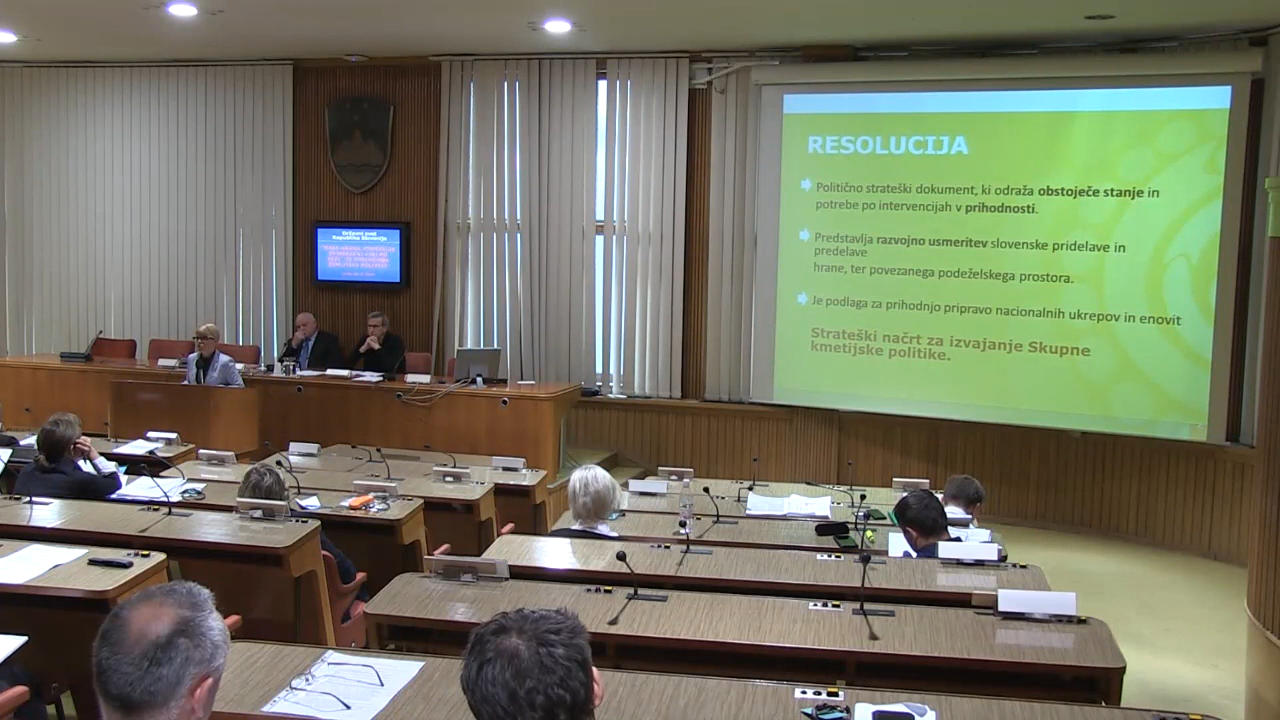 Državni svet
Republike Slovenije
RESOLUCIJA
Politično strateški dokument, ki odraža obstoječe stanje in
potrebe po intervencijah v prihodnosti.
Predstavlja razvojno usmeritev slovenske pridelave in
predelave
hrane, ter povezanega podeželskega prostora.
Je podlaga za prihodnjo pripravo nacionalnih ukrepov in enovit
Strateški načrt za izvajanje Skupne
kmetijske politike.